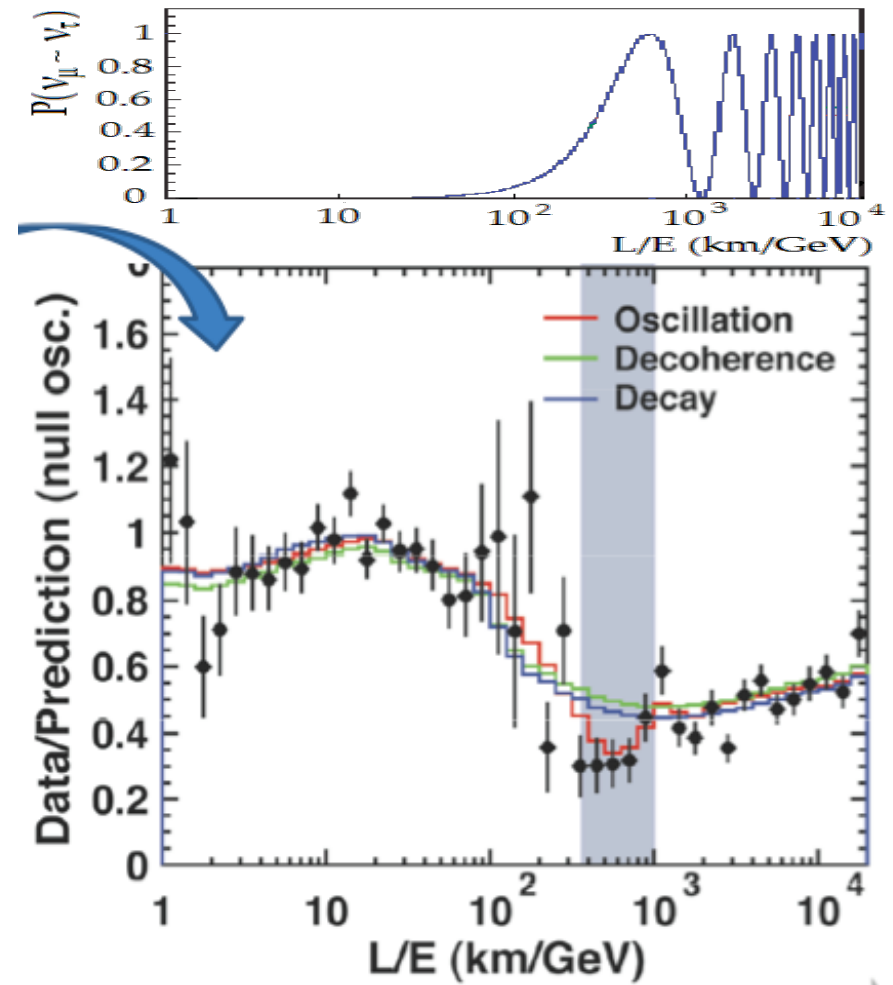 P(νμ ~ ντ)
1
0.8
0.6
0.4
0.2
0
1 10 10² 10³ 10⁴
L/E (km/GeV)
Data/Prediction (null osc.)
Oscillation
Decoherence
Decay
1.6
1.4
1.2
1
0.8
0.6
0.4
0.2
0
1 10 10² 10³ 10⁴
L/E (km/GeV)